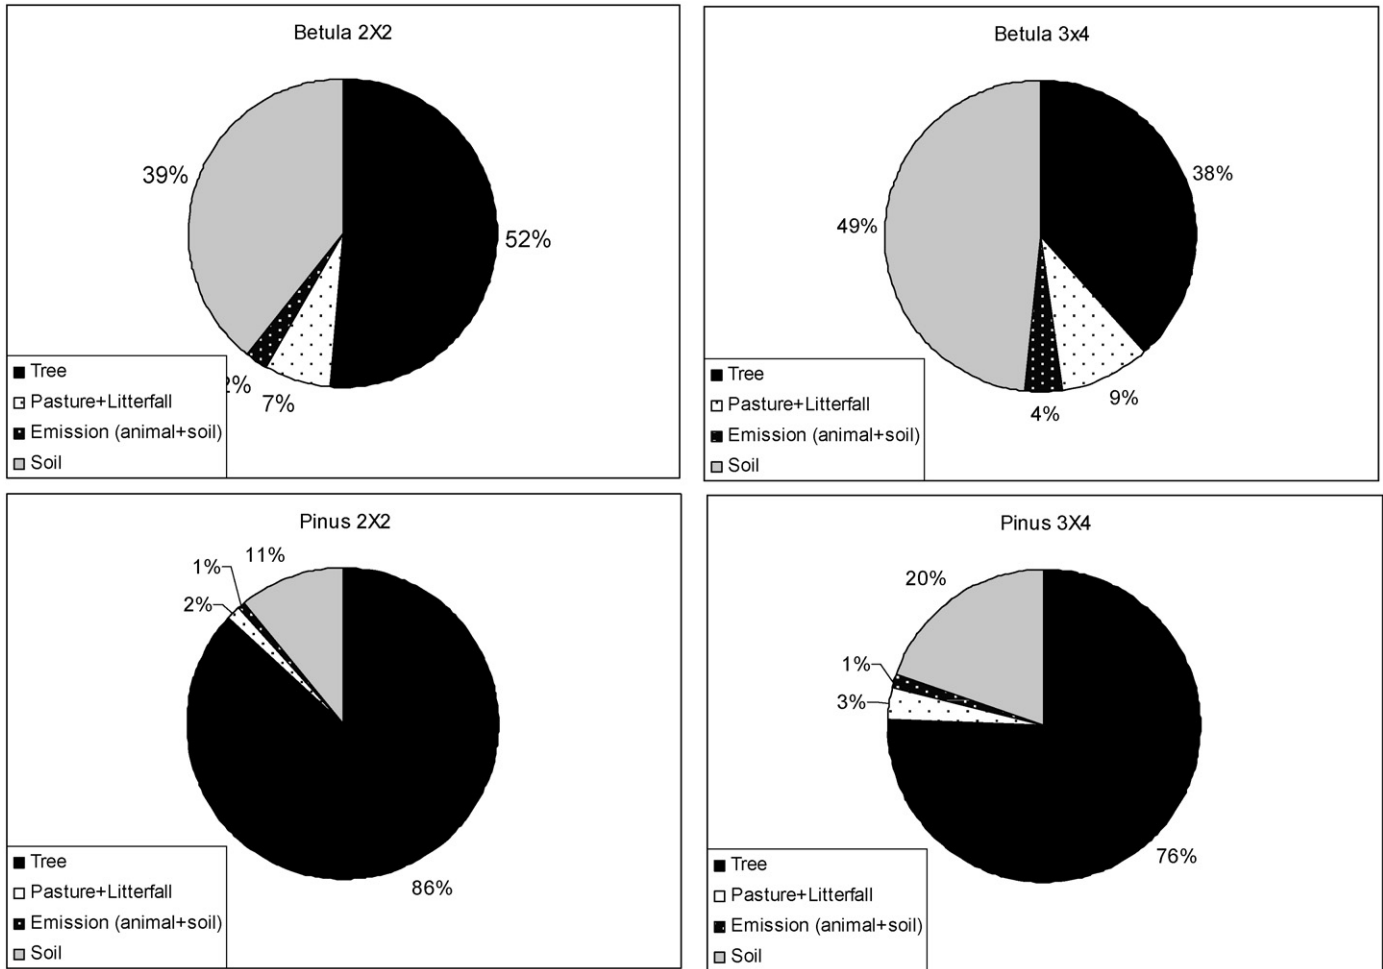 Betula 2X2
39%
52%
2%
7%
Tree
Pasture+Litterfall
Emission (animal+soil)
Soil
Betula 3x4
38%
49%
9%
4%
Tree
Pasture+Litterfall
Emission (animal+soil)
Soil
Pinus 2X2
11%
1%
2%
86%
Tree
Pasture+Litterfall
Emission (animal+soil)
Soil
Pinus 3X4
20%
1%
3%
76%
Tree
Pasture+Litterfall
Emission (animal+soil)
Soil